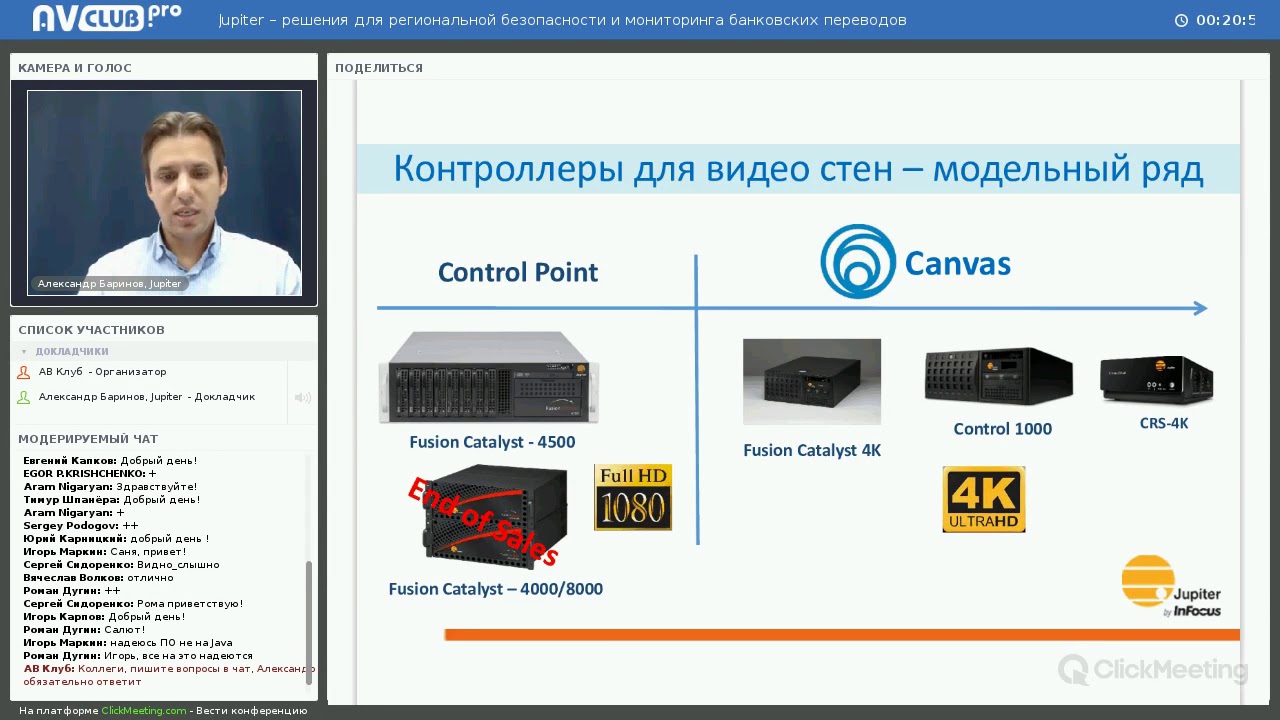 AVCLUB.pro
Jupiter – решения для региональной безопасности и мониторинга банковских переводов
00:20:5
КАМЕРА И ГОЛОС
Александр Баринов, Jupiter
СПИСОК УЧАСТНИКОВ
ДОКЛАДЧИКИ
АВ Клуб - Организатор
Александр Баринов, Jupiter - Докладчик
МОДЕРИРУЕМЫЙ ЧАТ
Евгений Капков: Добрый день!
EGOR P.KRISHCHENKO: +
Aram Nigaryan: Здравствуйте!
Тимур Шпанёра: Добрый день!
Aram Nigaryan: +
Sergey Podogov: ++
Юрий Карницкий: добрый день !
Игорь Маркин: Саня, привет!
Сергей Сидоренко: Видно_слышно
Вячеслав Волков: отлично
Роман Дугин: ++
Сергей Сидоренко: Рома приветствую!
Игорь Карпов: Добрый день!
Роман Дугин: Салют!
Игорь Маркин: надеюсь ПО не на Java
Роман Дугин: Игорь, все на это надеются
АВ Клуб: Коллеги, пишите вопросы в чат, Александр
обязательно ответит
На платформе ClickMeeting.com - Вести конференцию
ПОДЕЛИТЬСЯ
Контроллеры для видео стен – модельный ряд
Control Point
Canvas
Fusion Catalyst - 4500
End of Sales
Full HD
1080
Fusion Catalyst – 4000/8000
Fusion Catalyst 4K
Control 1000
CRS-4K
4K
ULTRAHD
Jupiter
by InFocus
ClickMeeting